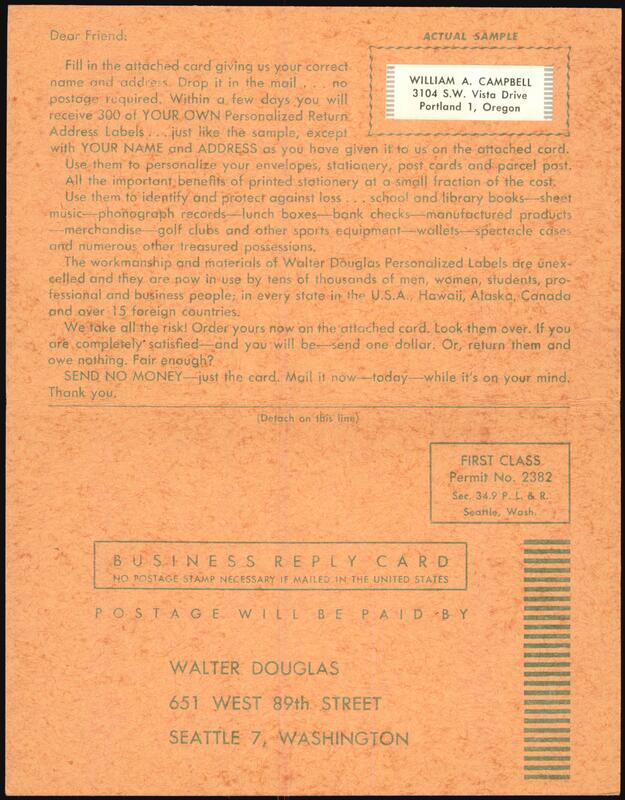 Dear Friend:
ACTUAL SAMPLE
WILLIAM A. CAMPBELL
3104 S.W. Vista Drive
Portland 1, Oregon
Fill in the attached card giving us your correct
name and address. Drop it in the mail . . . no
postage required. Within a few days you will
receive 300 of YOUR OWN Personalized Return
Address Labels . . . just like the sample, except
with YOUR NAME and ADDRESS as you have given it to us on the attached card.
Use them to personalize your envelopes, stationery, post cards and parcel post.
All the important benefits of printed stationery at a small fraction of the cost.
Use them to identify and protect against loss . . . school and library books—sheet
music—phonograph records—lunch boxes—bank checks—manufactured products
—merchandise—golf clubs and other sports equipment—wallets—spectacle cases
and numerous other treasured possessions.
The workmanship and materials of Walter Douglas Personalized Labels are unex-
celled and they are now in use by tens of thousands of men, women, students, pro-
fessional and business people; in every state in the U.S.A., Hawaii, Alaska, Canada
and over 15 foreign countries.
We take all the risk! Order yours now on the attached card. Look them over. If you
are completely satisfied—and you will be—send one dollar. Or, return them and
owe nothing. Fair enough?
SEND NO MONEY—just the card. Mail it now—today—while it's on your mind.
Thank you.
(Detach on this line)
FIRST CLASS
Permit No. 2382
Sec. 34.9 P. L. & R.
Seattle, Wash.
BUSINESS REPLY CARD
NO POSTAGE STAMP NECESSARY IF MAILED IN THE UNITED STATES
POSTAGE WILL BE PAID BY
WALTER DOUGLAS
651 WEST 89th STREET
SEATTLE 7, WASHINGTON